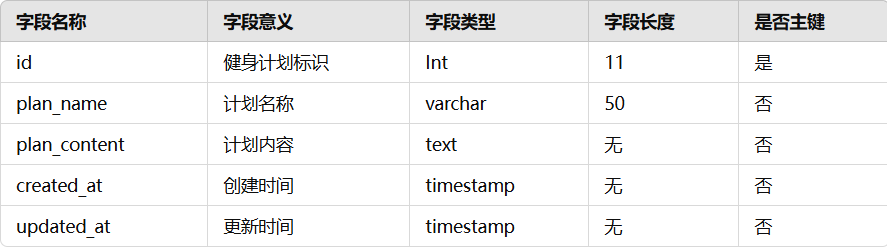 字段名称 字段意义 字段类型 字段长度 是否主键
id 健身计划标识 Int 11 是
plan_name 计划名称 varchar 50 否
plan_content 计划内容 text 无 否
created_at 创建时间 timestamp 无 否
updated_at 更新时间 timestamp 无 否